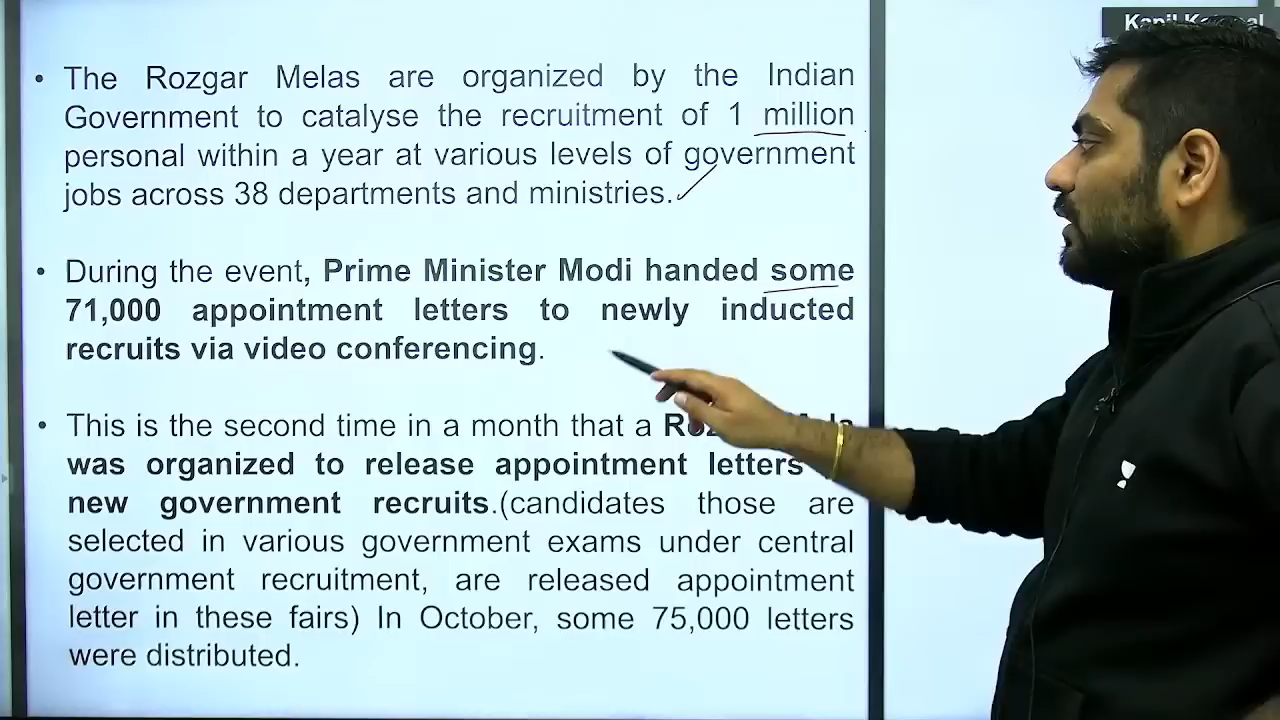 Kapil
• The Rozgar Melas are organized by the Indian
Government to catalyse the recruitment of 1 million
personal within a year at various levels of government
jobs across 38 departments and ministries.
• During the event, Prime Minister Modi handed some
71,000 appointment letters to newly inducted
recruits via video conferencing.
• This is the second time in a month that a
was organized to release appointment letters
new government recruits.(candidates those are
selected in various government exams under central
government recruitment, are released appointment
letter in these fairs) In October, some 75,000 letters
were distributed.